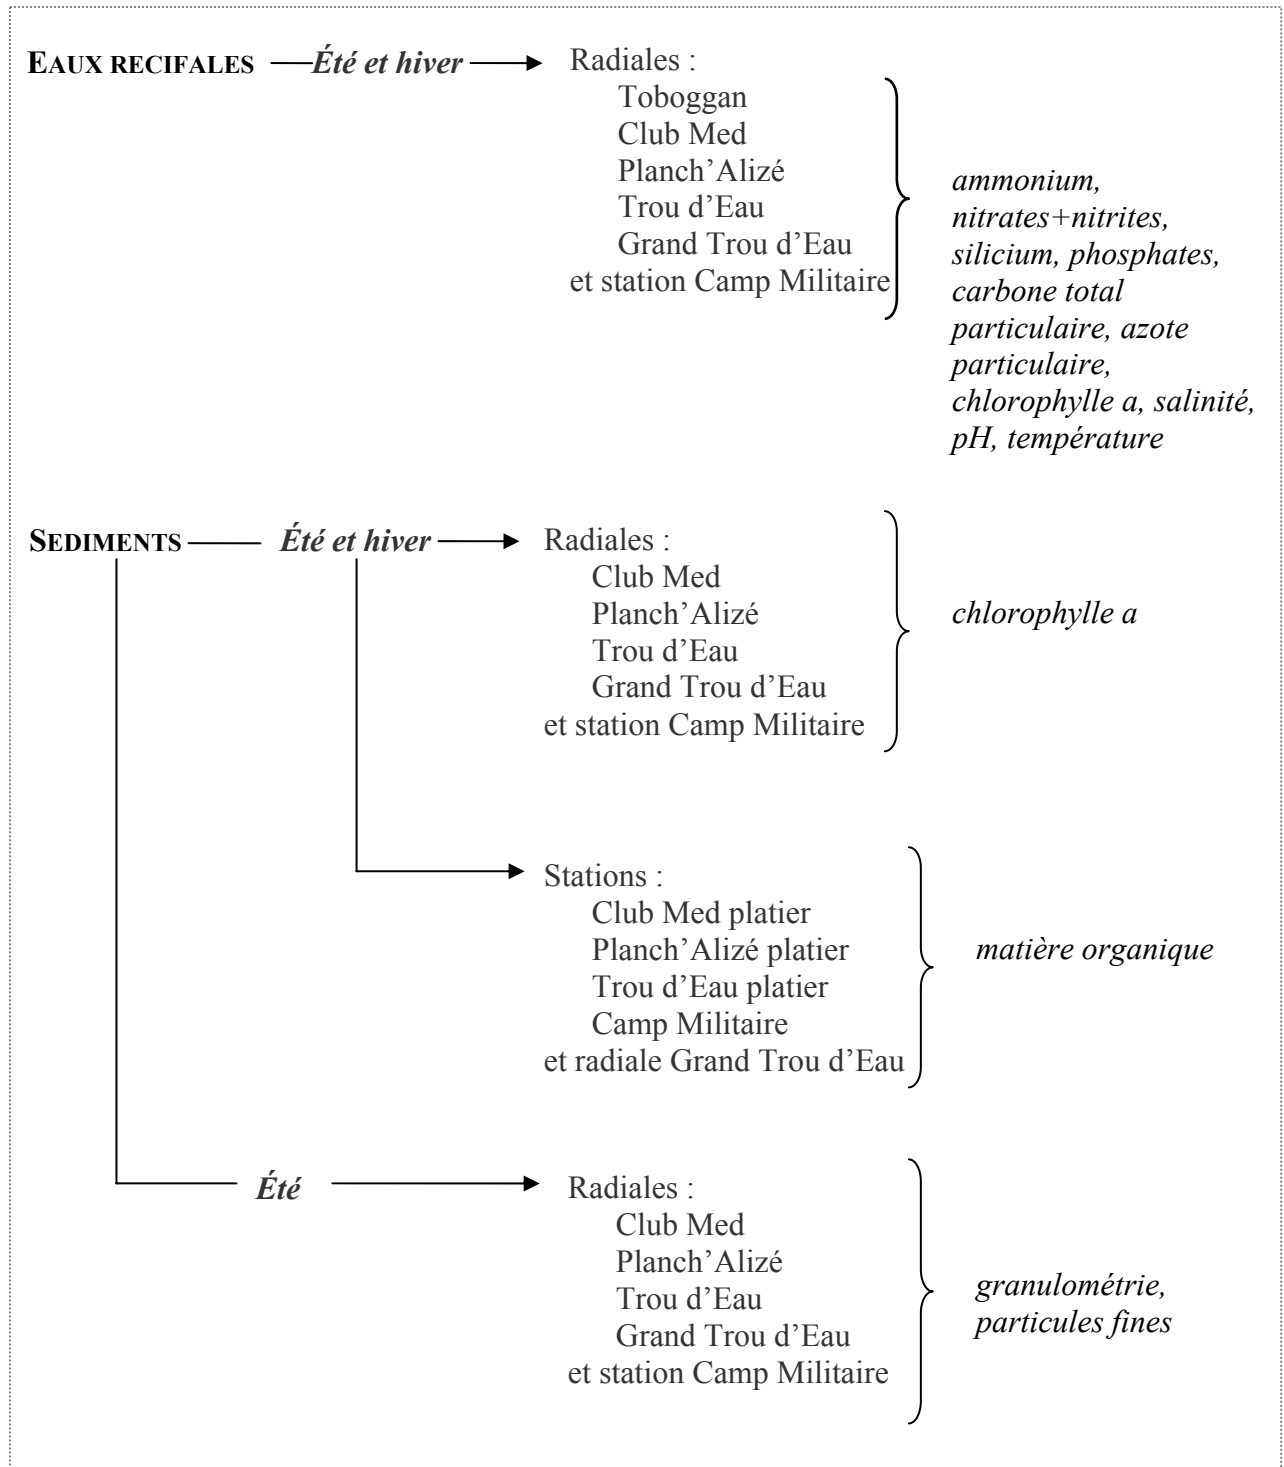 EAUX RECIFALES Été et hiver Radiales :
Toboggan
Club Med
Planch’Alizé
Trou d’Eau
Grand Trou d’Eau
et station Camp Militaire
ammonium,
nitrates+nitrites,
silicium, phosphates,
carbone total
particulaire, azote
particulaire,
chlorophylle a, salinité,
pH, température
SEDIMENTS Été et hiver Radiales :
Club Med
Planch’Alizé
Trou d’Eau
Grand Trou d’Eau
et station Camp Militaire
chlorophylle a
Stations :
Club Med platier
Planch’Alizé platier
Trou d’Eau platier
Camp Militaire
et radiale Grand Trou d’Eau
matière organique
Été Radiales :
Club Med
Planch’Alizé
Trou d’Eau
Grand Trou d’Eau
et station Camp Militaire
granulométrie,
particules fines